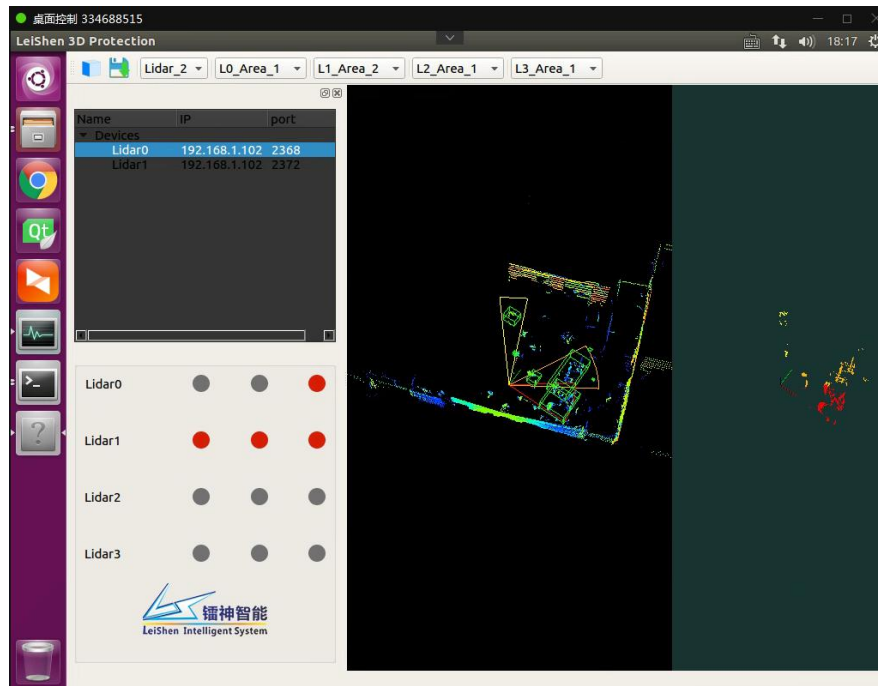 桌面控制 334688515
LeiShen 3D Protection
18:17
Lidar_2 L0_Area_1 L1_Area_2 L2_Area_1 L3_Area_1
Name IP port
Devices
Lidar0 192.168.1.102 2368
Lidar1 192.168.1.102 2372
Lidar0
Lidar1
Lidar2
Lidar3
镭神智能
LeiShen Intelligent System